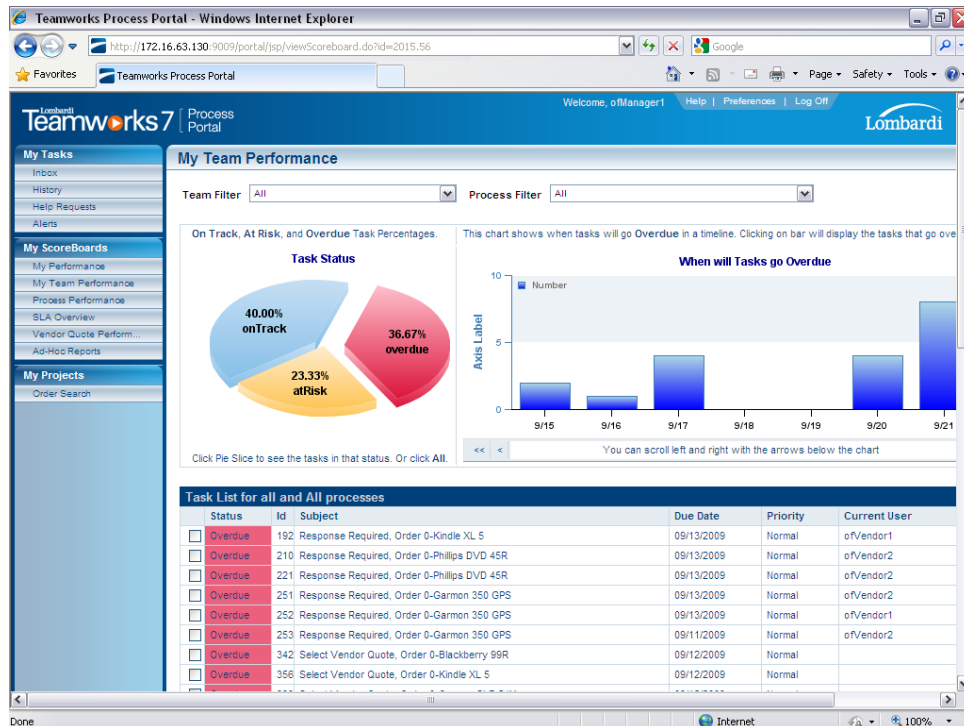 Teamworks Process Portal - Windows Internet Explorer
http://172.16.63.130:9009/portal/jsp/viewScoreboard.do?id=2015.56
Google
Favorites
Teamworks Process Portal
Page
Safety
Tools
Welcome, ofManager1
Help | Preferences | Log Off
Lombardi
Teamworks 7
Process
Portal
Lombardi
My Tasks
Inbox
History
Help Requests
Alerts
My ScoreBoards
My Performance
My Team Performance
Process Performance
SLA Overview
Vendor Quote Perform...
Ad-Hoc Reports
My Projects
Order Search
My Team Performance
Team Filter All
Process Filter All
On Track, At Risk, and Overdue Task Percentages.
Task Status
40.00%
onTrack
36.67%
overdue
23.33%
atRisk
Click Pie Slice to see the tasks in that status. Or click All.
This chart shows when tasks will go Overdue in a timeline. Clicking on bar will display the tasks that go ove
When will Tasks go Overdue
Number
Axis Label
10
5
0
9/15 9/16 9/17 9/18 9/19 9/20 9/21
<< < You can scroll left and right with the arrows below the chart
Task List for all and All processes
Status Id Subject Due Date Priority Current User
Overdue 192 Response Required, Order 0-Kindle XL 5 09/13/2009 Normal ofVendor1
Overdue 210 Response Required, Order 0-Phillips DVD 45R 09/13/2009 Normal ofVendor2
Overdue 221 Response Required, Order 0-Phillips DVD 45R 09/13/2009 Normal ofVendor2
Overdue 251 Response Required, Order 0-Garmon 350 GPS 09/13/2009 Normal ofVendor2
Overdue 252 Response Required, Order 0-Garmon 350 GPS 09/13/2009 Normal ofVendor1
Overdue 253 Response Required, Order 0-Garmon 350 GPS 09/11/2009 Normal ofVendor2
Overdue 342 Select Vendor Quote, Order 0-Blackberry 99R 09/12/2009 Normal
Overdue 356 Select Vendor Quote, Order 0-Kindle XL 5 09/12/2009 Normal
Done
Internet
100%